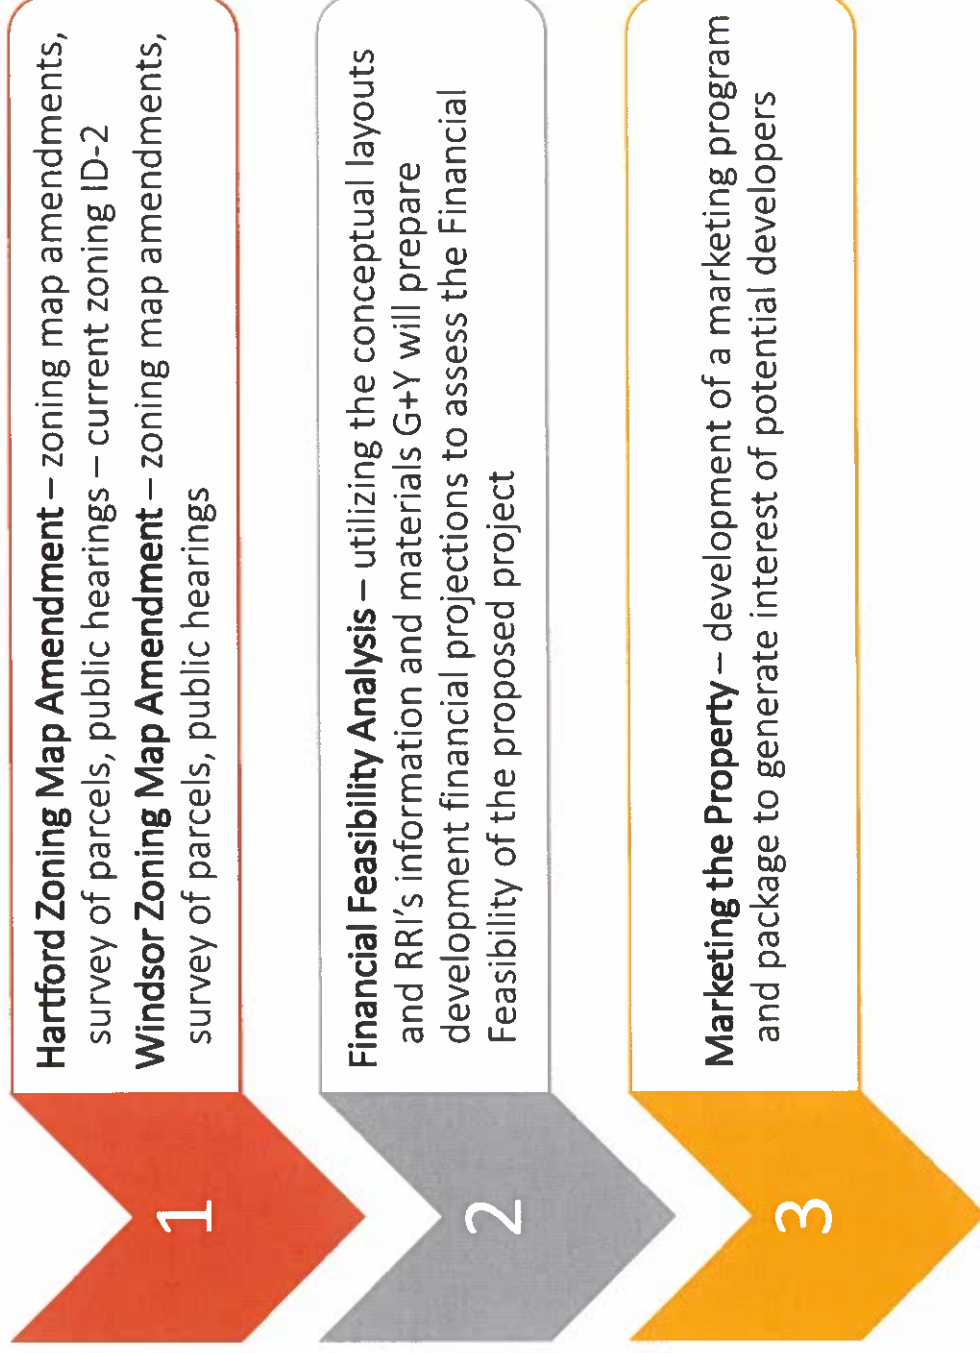 1
Hartford Zoning Map Amendment – zoning map amendments,
survey of parcels, public hearings – current zoning ID-2
Windsor Zoning Map Amendment – zoning map amendments,
survey of parcels, public hearings
2
Financial Feasibility Analysis – utilizing the conceptual layouts
and RRI's information and materials G+Y will prepare
development financial projections to assess the Financial
Feasibility of the proposed project
3
Marketing the Property – development of a marketing program
and package to generate interest of potential developers